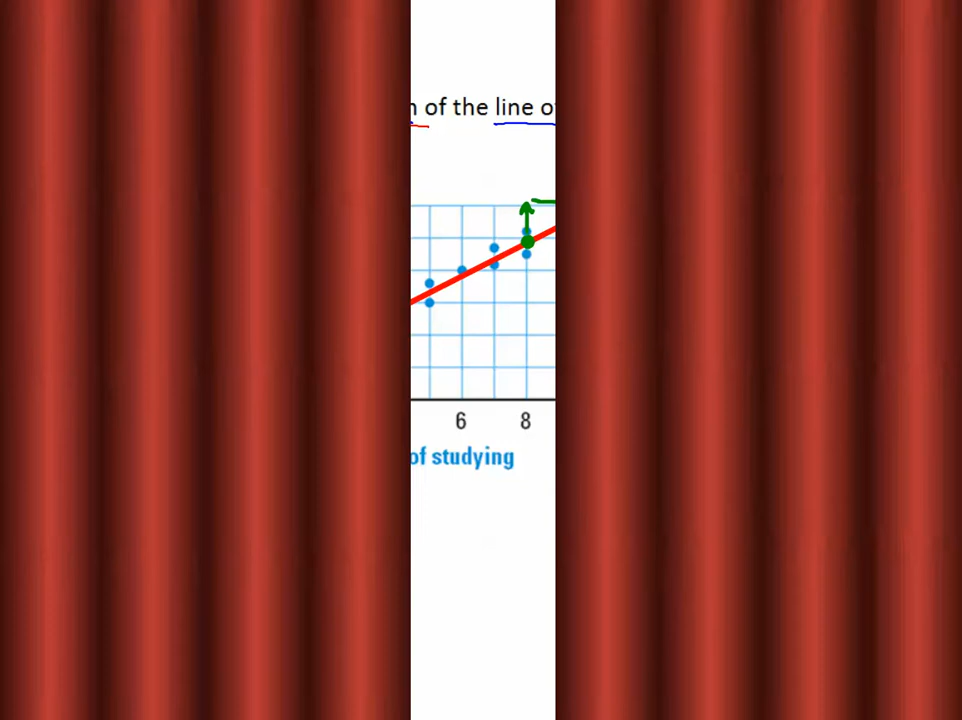 of the line
6 8
of studying